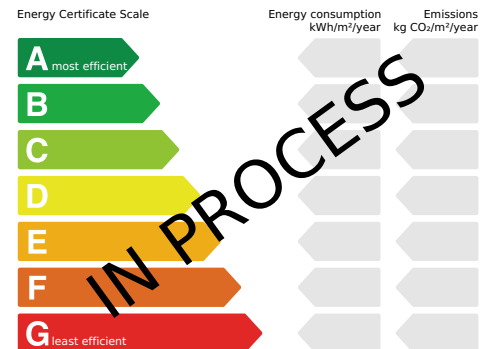 Energy Certificate Scale
Energy consumption
kWh/m²/year
Emissions
kg CO₂/m²/year
A most efficient
B
C
D
E
F
G least efficient
IN PROCESS